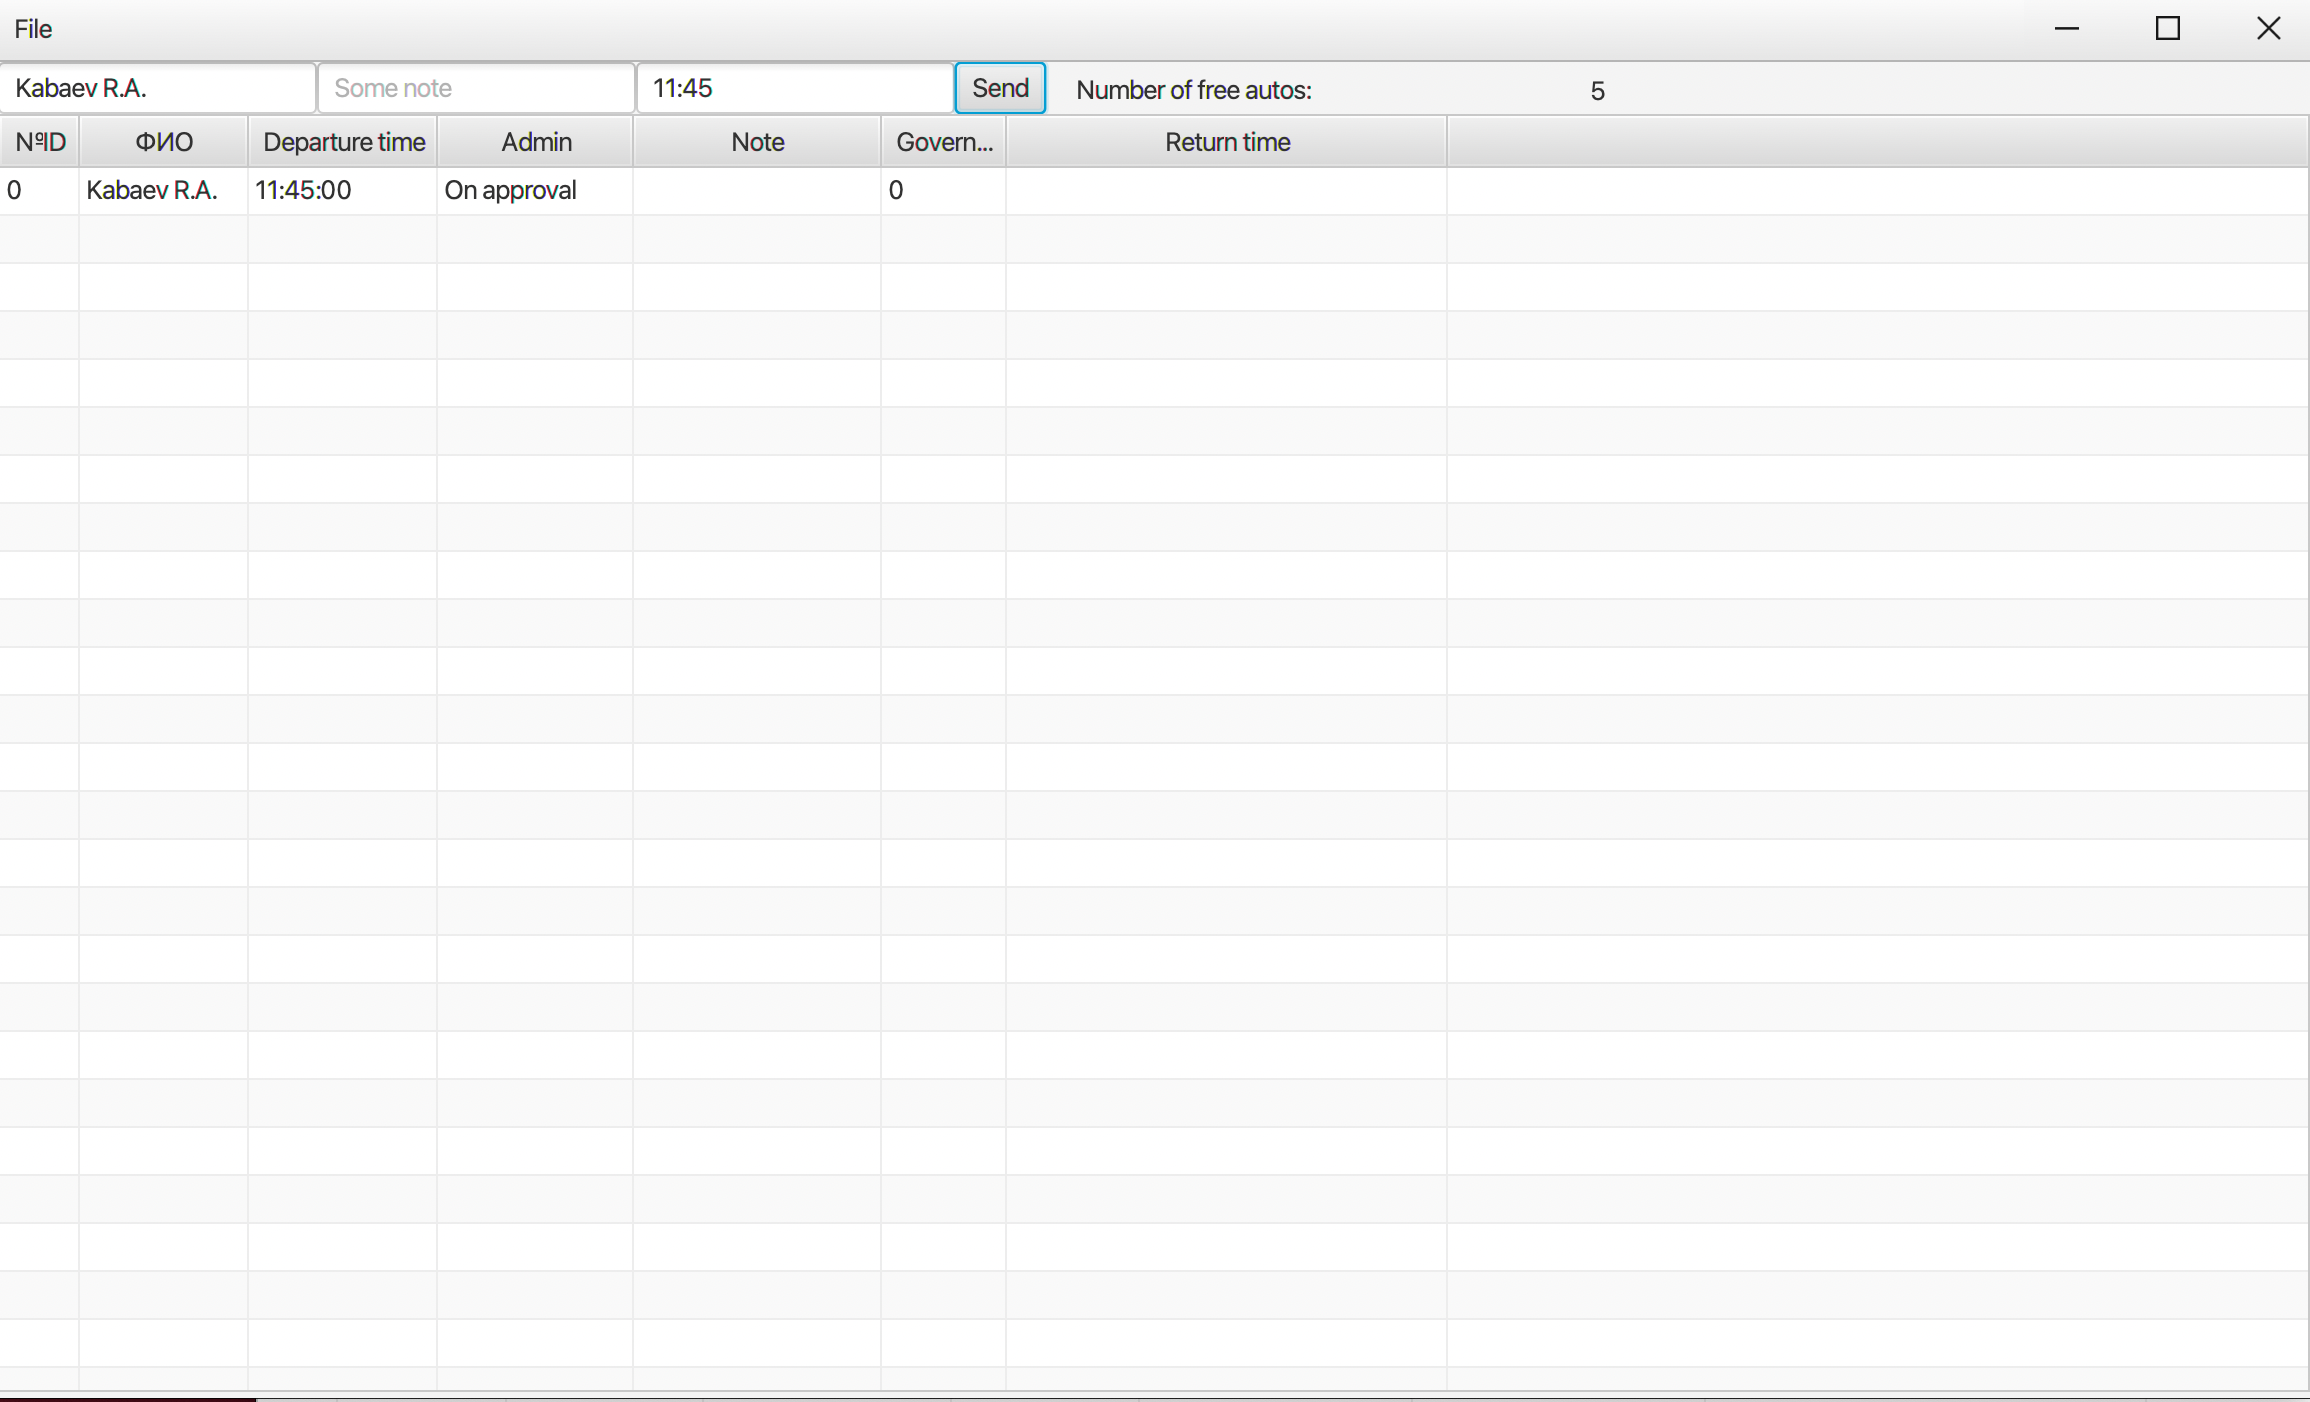 File
Kabaev R.A. Some note 11:45 Send Number of free autos: 5
№ID ФИО Departure time Admin Note Govern... Return time
0 Kabaev R.A. 11:45:00 On approval 0